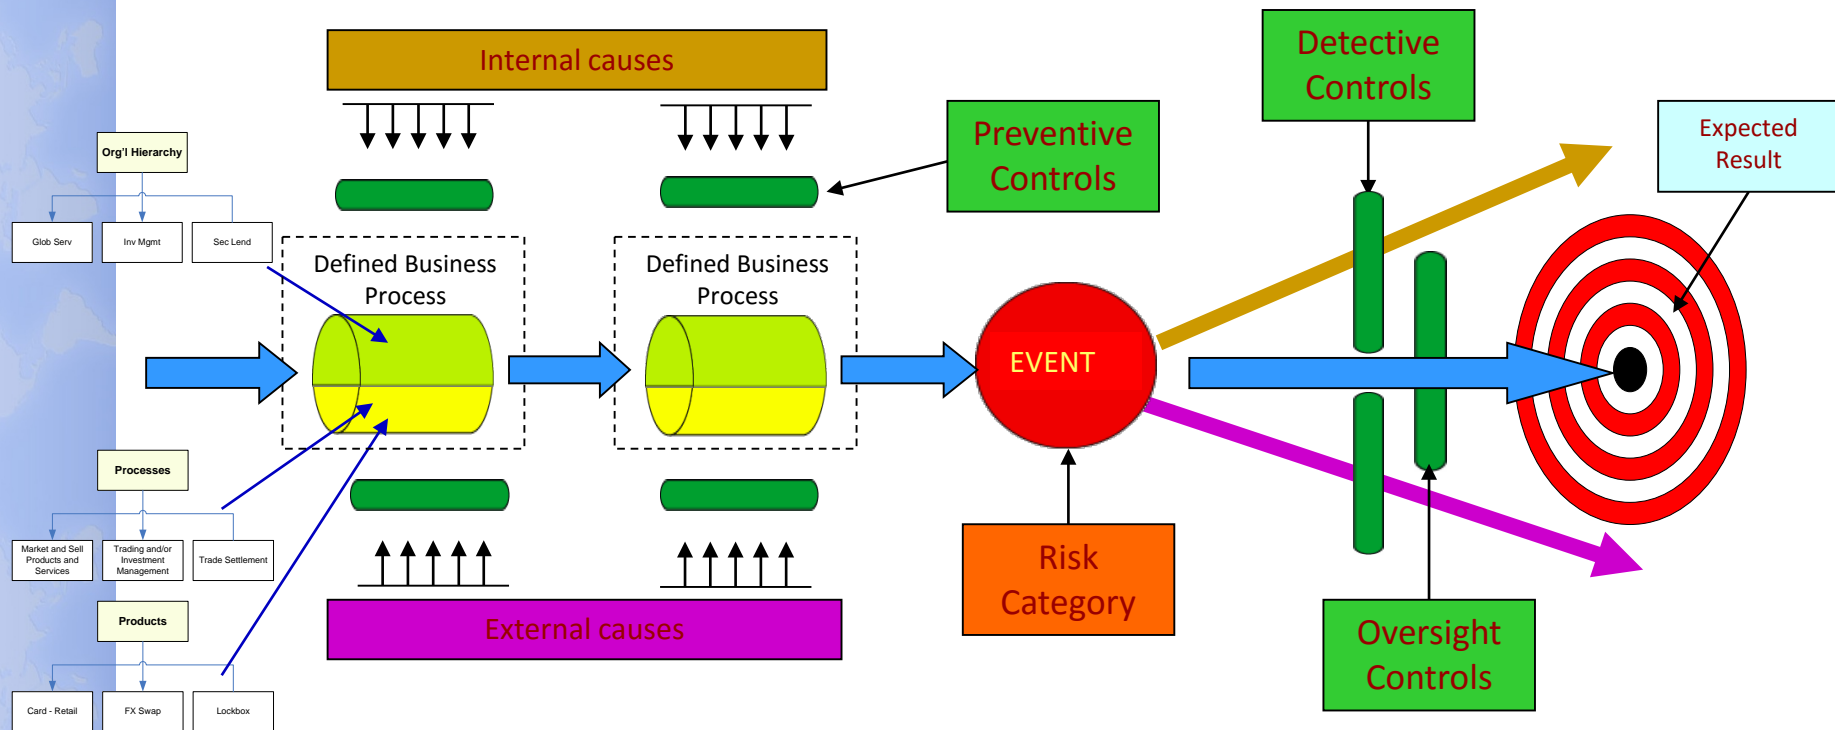 Internal causes
Detective
Controls
Preventive
Controls
Expected
Result
Org'l Hierarchy
Glob Serv
Inv Mgmt
Sec Lend
Defined Business
Process
Defined Business
Process
EVENT
Processes
Market and Sell
Products and
Services
Trading and/or
Investment
Management
Trade Settlement
Risk
Category
Products
External causes
Oversight
Controls
Card - Retail
FX Swap
Lockbox